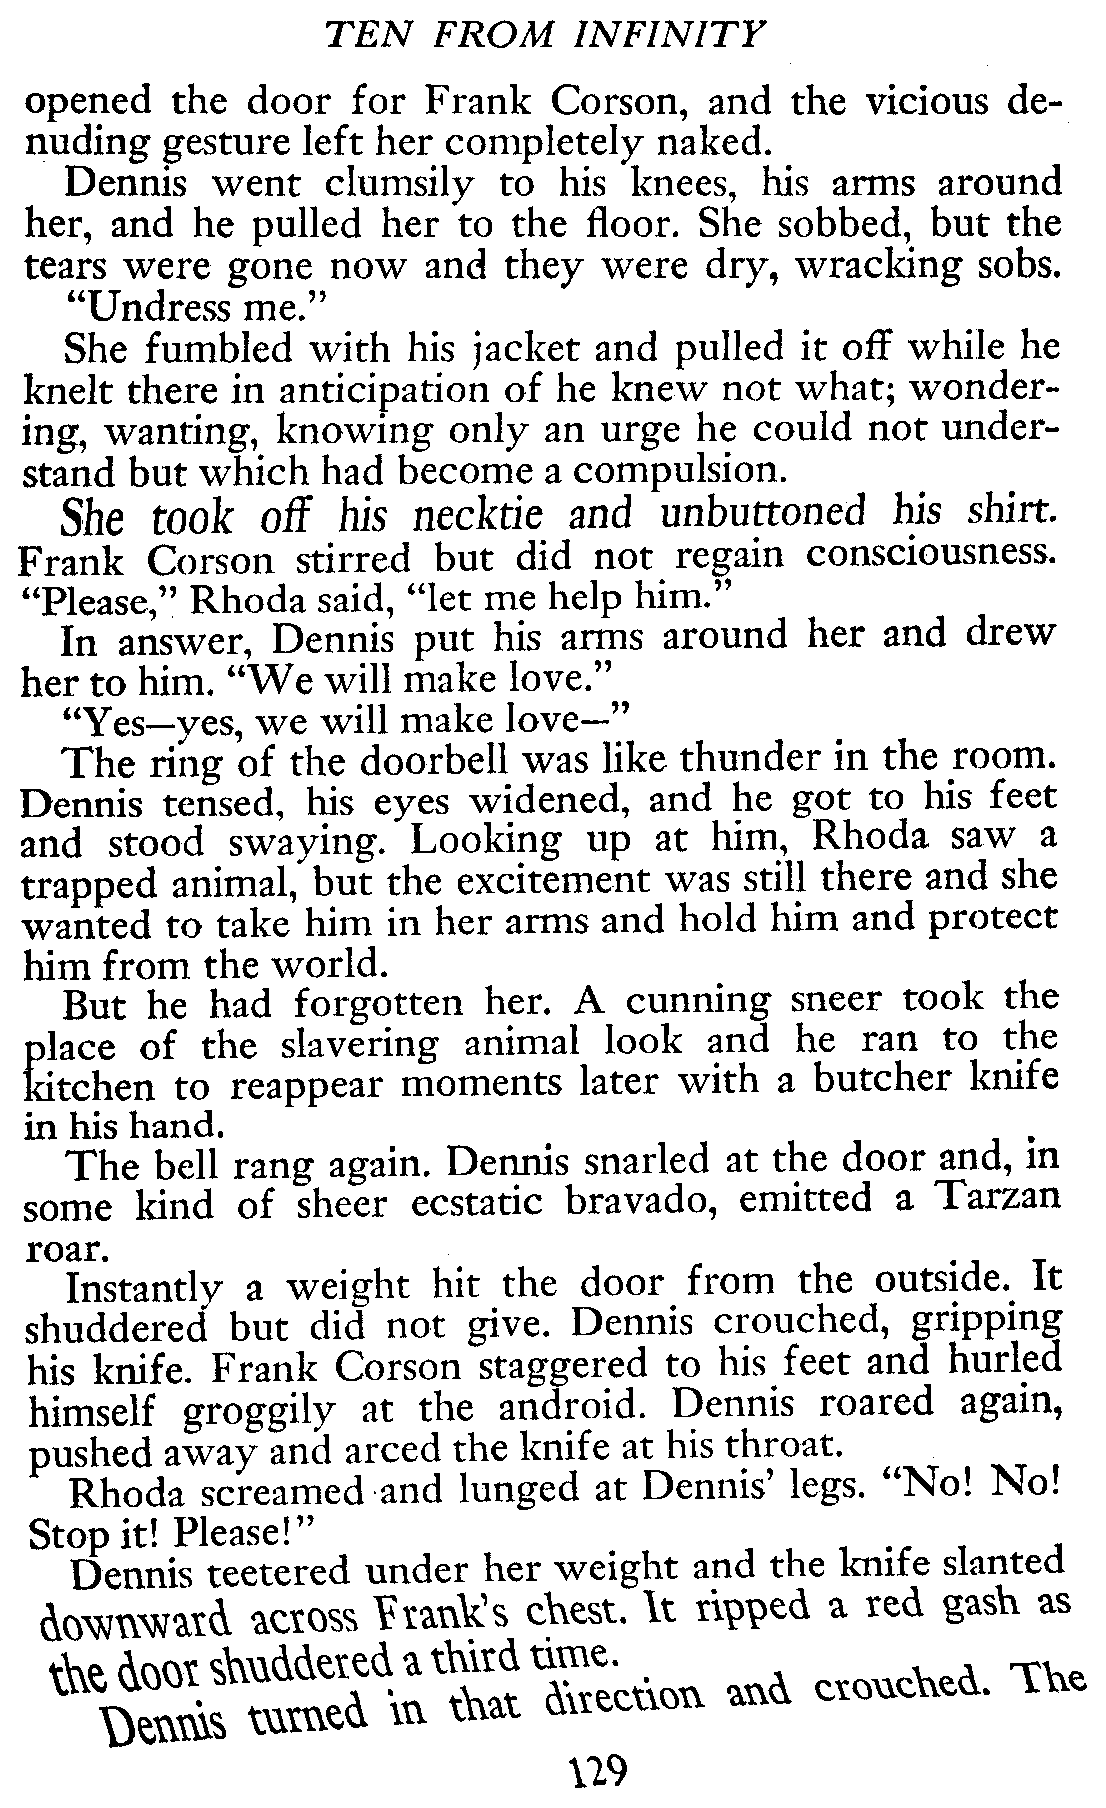 TEN FROM INFINITY
opened the door for Frank Corson, and the vicious de-
nuding gesture left her completely naked.
Dennis went clumsily to his knees, his arms around
her, and he pulled her to the floor. She sobbed, but the
tears were gone now and they were dry, wracking sobs.
“Undress me.”
She fumbled with his jacket and pulled it off while he
knelt there in anticipation of he knew not what; wonder-
ing, wanting, knowing only an urge he could not under-
stand but which had become a compulsion.
She took off his necktie and unbuttoned his shirt.
Frank Corson stirred but did not regain consciousness.
“Please,” Rhoda said, “let me help him.”
In answer, Dennis put his arms around her and drew
her to him. “We will make love.”
“Yes—yes, we will make love—”
The ring of the doorbell was like thunder in the room.
Dennis tensed, his eyes widened, and he got to his feet
and stood swaying. Looking up at him, Rhoda saw a
trapped animal, but the excitement was still there and she
wanted to take him in her arms and hold him and protect
him from the world.
But he had forgotten her. A cunning sneer took the
place of the slavering animal look and he ran to the
kitchen to reappear moments later with a butcher knife
in his hand.
The bell rang again. Dennis snarled at the door and, in
some kind of sheer ecstatic bravado, emitted a Tarzan
roar.
Instantly a weight hit the door from the outside. It
shuddered but did not give. Dennis crouched, gripping
his knife. Frank Corson staggered to his feet and hurled
himself groggily at the android. Dennis roared again,
pushed away and arced the knife at his throat.
Rhoda screamed and lunged at Dennis’ legs. “No! No!
Stop it! Please!”
Dennis teetered under her weight and the knife slanted
downward across Frank’s chest. It ripped a red gash as
the door shuddered a third time.
Dennis turned in that direction and crouched. The
129